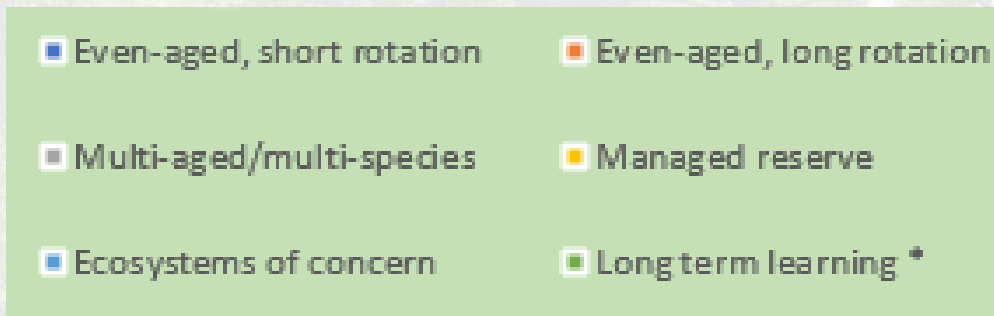 Even-aged, short rotation
Even-aged, long rotation
Multi-aged/multi-species
Managed reserve
Ecosystems of concern
Long term learning *